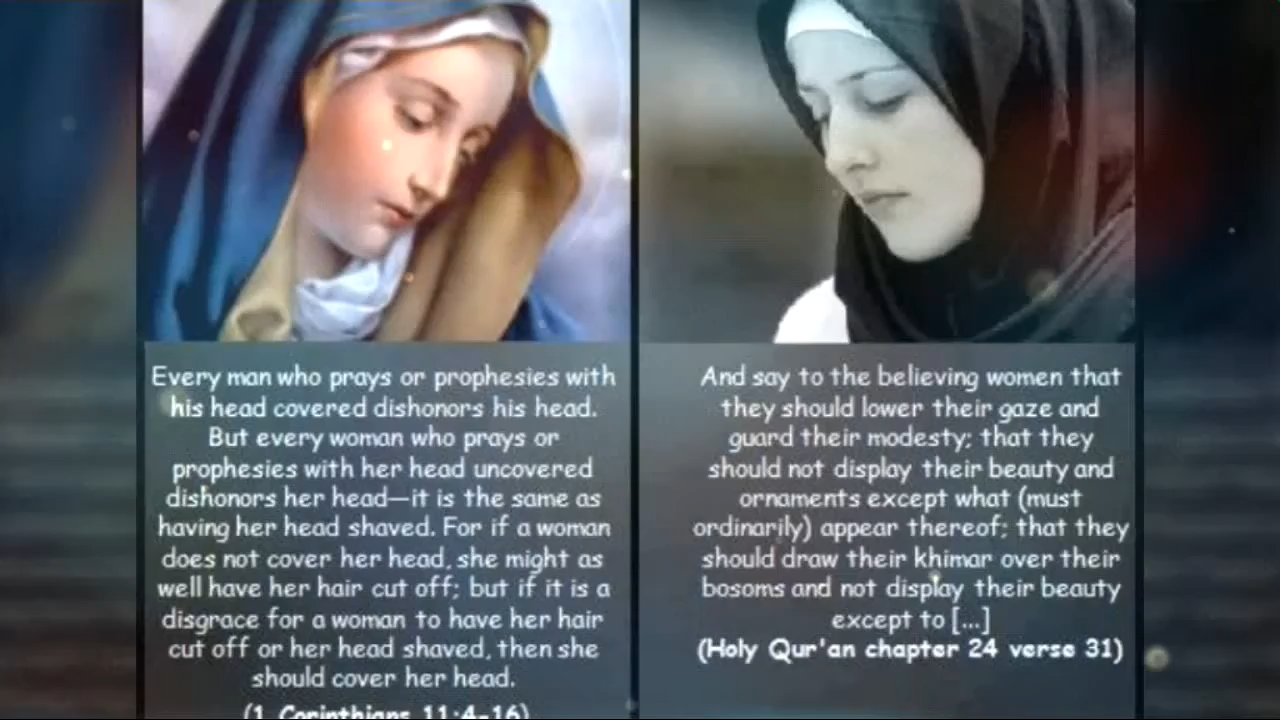 Every man who prays or prophesies with
his head covered dishonors his head.
But every woman who prays or
prophesies with her head uncovered
dishonors her head—it is the same as
having her head shaved. For if a woman
does not cover her head, she might as
well have her hair cut off; but if it is a
disgrace for a woman to have her hair
cut off or her head shaved, then she
should cover her head.
(1 Corinthians 11:4-16)
And say to the believing women that
they should lower their gaze and
guard their modesty; that they
should not display their beauty and
ornaments except what (must
ordinarily) appear thereof; that they
should draw their khimar over their
bosoms and not display their beauty
except to [...]
(Holy Qur'an chapter 24 verse 31)